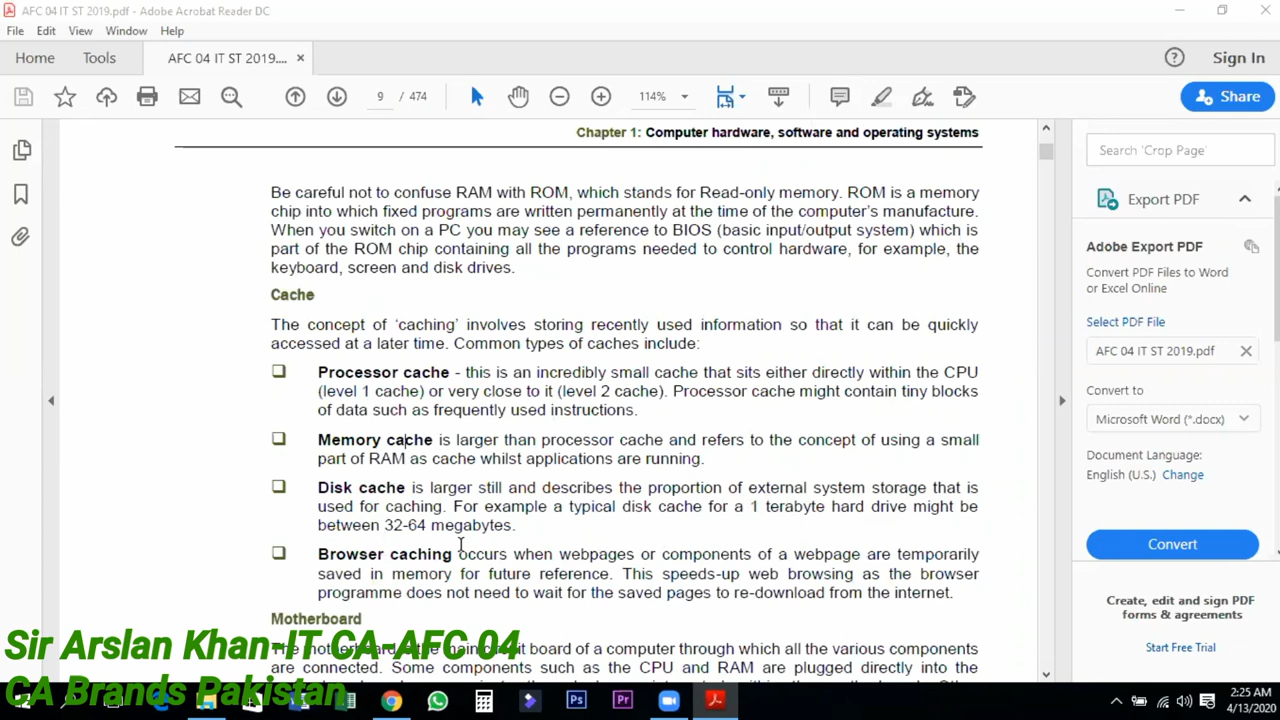 AFC 04 IT ST 2019.pdf - Adobe Acrobat Reader DC
File Edit View Window Help
Home Tools AFC 04 IT ST 2019.... × Sign In
9 / 474 114% Share
Chapter 1: Computer hardware, software and operating systems
Be careful not to confuse RAM with ROM, which stands for Read-only memory. ROM is a memory
chip into which fixed programs are written permanently at the time of the computer's manufacture.
When you switch on a PC you may see a reference to BIOS (basic input/output system) which is
part of the ROM chip containing all the programs needed to control hardware, for example, the
keyboard, screen and disk drives.
Cache
The concept of 'caching' involves storing recently used information so that it can be quickly
accessed at a later time. Common types of caches include:
Processor cache - this is an incredibly small cache that sits either directly within the CPU
(level 1 cache) or very close to it (level 2 cache). Processor cache might contain tiny blocks
of data such as frequently used instructions.
Memory cache is larger than processor cache and refers to the concept of using a small
part of RAM as cache whilst applications are running.
Disk cache is larger still and describes the proportion of external system storage that is
used for caching. For example a typical disk cache for a 1 terabyte hard drive might be
between 32-64 megabytes.
Browser caching occurs when webpages or components of a webpage are temporarily
saved in memory for future reference. This speeds-up web browsing as the browser
programme does not need to wait for the saved pages to re-download from the internet.
Motherboard
The motherboard is the main circuit board of a computer through which all the various components
are connected. Some components such as the CPU and RAM are plugged directly into the
Search 'Crop Page'
Export PDF
Adobe Export PDF
Convert PDF Files to Word
or Excel Online
Select PDF File
AFC 04 IT ST 2019.pdf
Convert to
Microsoft Word (*.docx)
Document Language:
English (U.S.) Change
Convert
Create, edit and sign PDF
forms & agreements
Start Free Trial
Sir Arslan Khan-IT CA-AFC 04
CA Brands Pakistan
Ps Pr
2:25 AM
4/13/2020